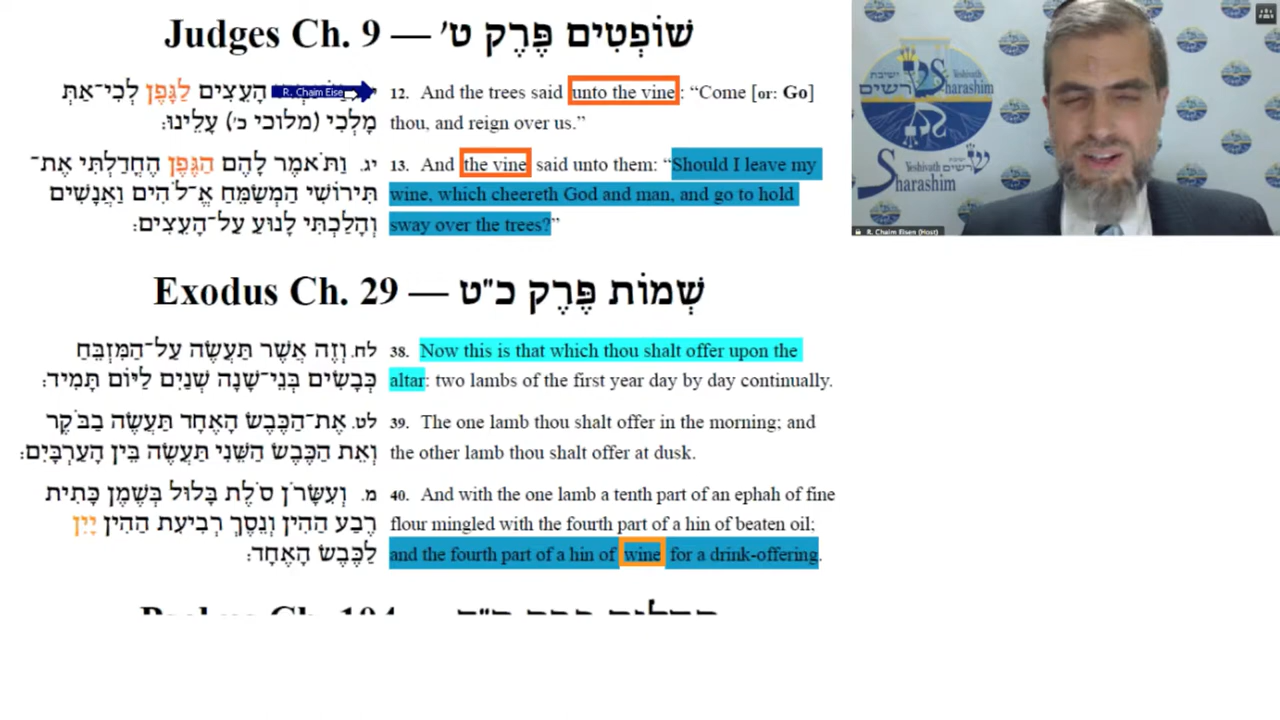 Judges Ch. 9 — שׁוֹפְטִים פֶּרֶק ט׳
R. Chaim Eise
הָעֵצִים לַגָּפֶן לְכִי־אַתְּ
מָלְכִי (מלוכי כ׳) עָלֵינוּ:
12. And the trees said unto the vine: “Come [or: Go]
thou, and reign over us.”
יג. וַתֹּאמֶר לָהֶם הַגֶּפֶן הֶחֳדַלְתִּי אֶת־
תִּירוֹשִׁי הַמְשַׂמֵּחַ אֱ־לֹהִים וַאֲנָשִׁים
וְהָלַכְתִּי לָנוּעַ עַל־הָעֵצִים:
13. And the vine said unto them: “Should I leave my
wine, which cheereth God and man, and go to hold
sway over the trees?”
Exodus Ch. 29 — שְׁמוֹת פֶּרֶק כ״ט
לח. וְזֶה אֲשֶׁר תַּעֲשֶׂה עַל־הַמִּזְבֵּחַ
כְּבָשִׂים בְּנֵי־שָׁנָה שְׁנַיִם לַיּוֹם תָּמִיד:
38. Now this is that which thou shalt offer upon the
altar: two lambs of the first year day by day continually.
לט. אֶת־הַכֶּבֶשׂ הָאֶחָד תַּעֲשֶׂה בַבֹּקֶר
וְאֵת הַכֶּבֶשׂ הַשֵּׁנִי תַּעֲשֶׂה בֵּין הָעַרְבָּיִם:
39. The one lamb thou shalt offer in the morning; and
the other lamb thou shalt offer at dusk.
מ. וְעִשָּׂרֹן סֹלֶת בָּלוּל בְּשֶׁמֶן כָּתִית
רֶבַע הַהִין וְנֵסֶךְ רְבִיעִת הַהִין יָיִן
לַכֶּבֶשׂ הָאֶחָד:
40. And with the one lamb a tenth part of an ephah of fine
flour mingled with the fourth part of a hin of beaten oil;
and the fourth part of a hin of wine for a drink-offering.
ישיבת
שרשים
Yeshivath
Sharashim
R. Chaim Eisen (Host)